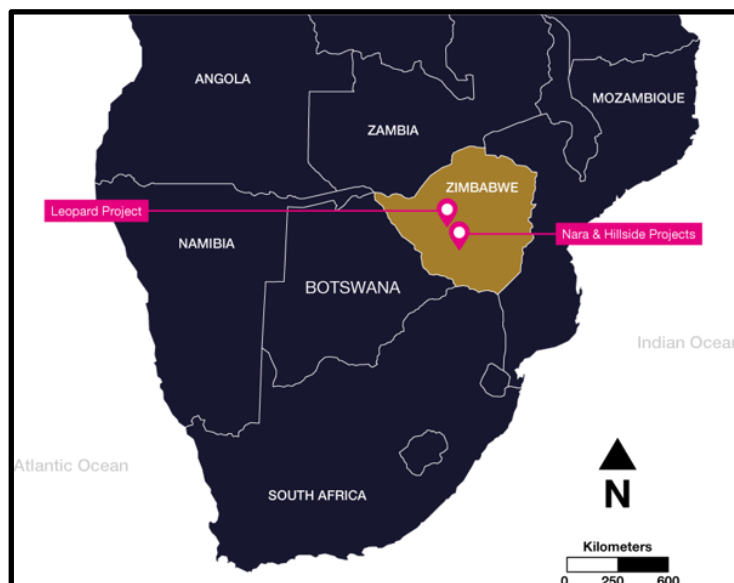 ANGOLA
MOZAMBIQUE
ZAMBIA
ZIMBABWE
Leopard Project
Nara & Hillside Projects
NAMIBIA
BOTSWANA
Indian Ocean
Atlantic Ocean
SOUTH AFRICA
N
Kilometers
0 250 600